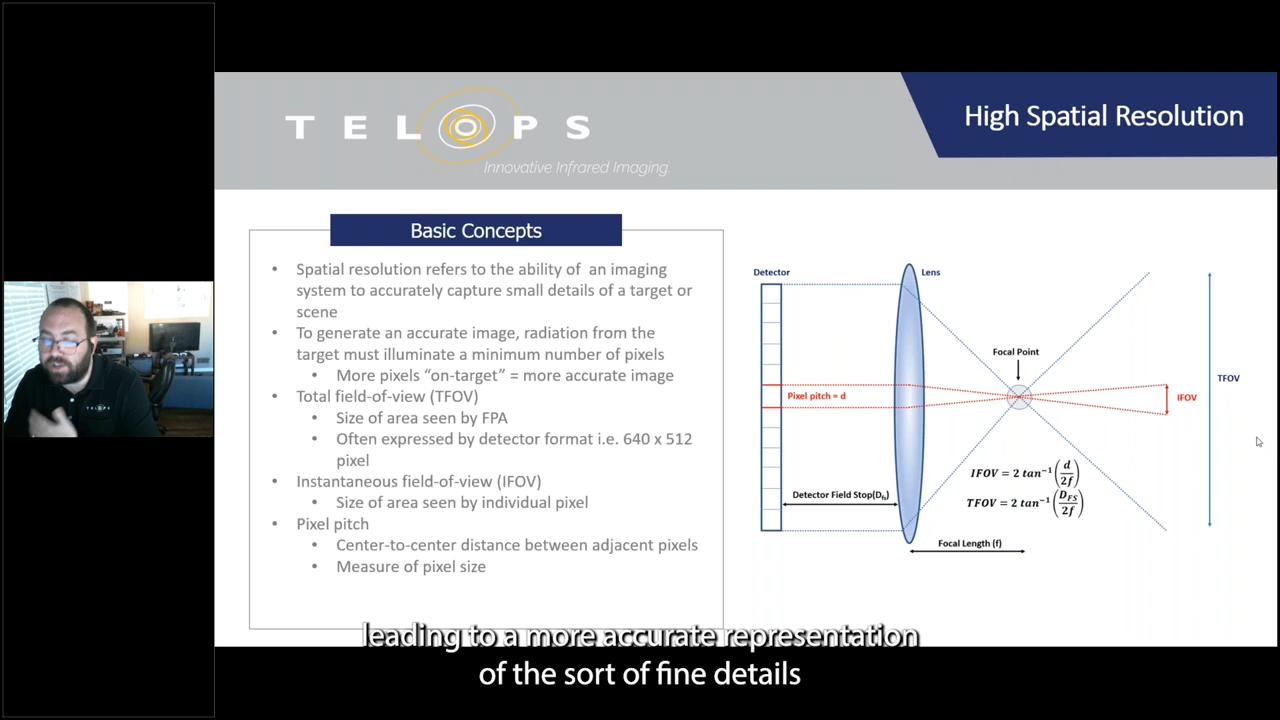 TELOPS
Innovative Infrared Imaging.
High Spatial Resolution
Basic Concepts
• Spatial resolution refers to the ability of an imaging
system to accurately capture small details of a target or
scene
• To generate an accurate image, radiation from the
target must illuminate a minimum number of pixels
• More pixels “on-target” = more accurate image
• Total field-of-view (TFOV)
• Size of area seen by FPA
• Often expressed by detector format i.e. 640 x 512
pixel
• Instantaneous field-of-view (IFOV)
• Size of area seen by individual pixel
• Pixel pitch
• Center-to-center distance between adjacent pixels
• Measure of pixel size
Detector
Lens
Focal Point
TFOV
Pixel pitch = d
IFOV
IFOV = 2 tan⁻¹(d/2f)
TFOV = 2 tan⁻¹(D_FS/2f)
Detector Field Stop(Dfs)
Focal Length (f)
TELOPS
leading to a more accurate representation
of the sort of fine details